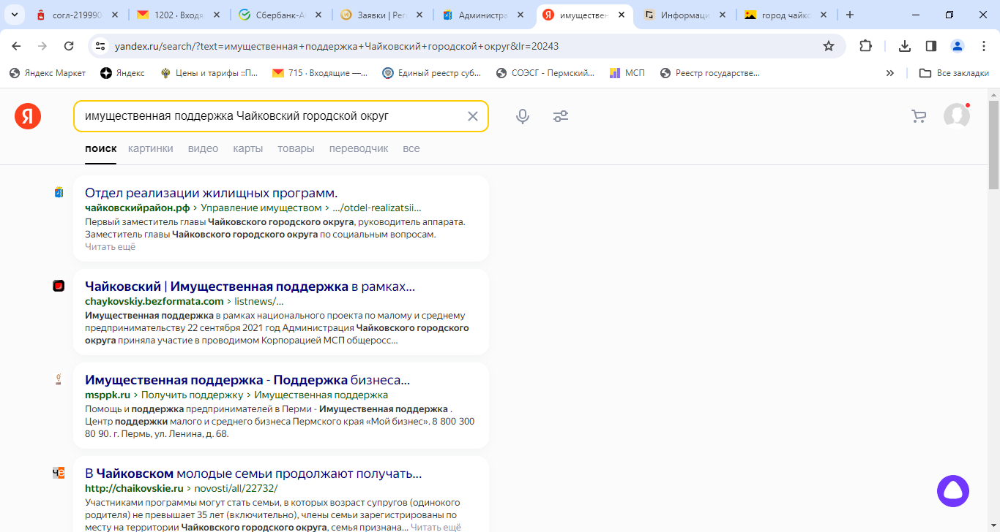 согл-219990
1202 · Входя
Сбербанк-А
Заявки | Рег
Администра
имуществен
Информаци
город чайко
yandex.ru/search/?text=имущественная+поддержка+Чайковский+городской+округ&lr=20243
Яндекс Маркет
Яндекс
Цены и тарифы ::П...
715 · Входящие —...
Единый реестр суб...
СОЭСГ - Пермский...
МСП
Реестр государстве...
»
Все закладки
Я
имущественная поддержка Чайковский городской округ
поиск картинки видео карты товары переводчик все
Отдел реализации жилищных программ.
чайковскийрайон.рф › Управление имуществом › .../otdel-realizatsii...
Первый заместитель главы Чайковского городского округа, руководитель аппарата.
Заместитель главы Чайковского городского округа по социальным вопросам.
Читать ещё
Чайковский | Имущественная поддержка в рамках...
chaykovskiy.bezformata.com › listnews/...
Имущественная поддержка в рамках национального проекта по малому и среднему
предпринимательству 22 сентября 2021 год Администрация Чайковского городского
округа приняла участие в проводимом Корпорацией МСП общеросс...
Имущественная поддержка - Поддержка бизнеса...
msppk.ru › Получить поддержку › Имущественная поддержка
Помощь и поддержка предпринимателей в Перми - Имущественная поддержка .
Центр поддержки малого и среднего бизнеса Пермского края «Мой бизнес». 8 800 300
80 90. г. Пермь, ул. Ленина, д. 68.
В Чайковском молодые семьи продолжают получать...
http://chaikovskie.ru › novosti/all/22732/
Участниками программы могут стать семьи, в которых возраст супругов (одинокого
родителя) не превышает 35 лет (включительно), члены семьи зарегистрированы по
месту на территории Чайковского городского округа, семья признана... Читать ещё